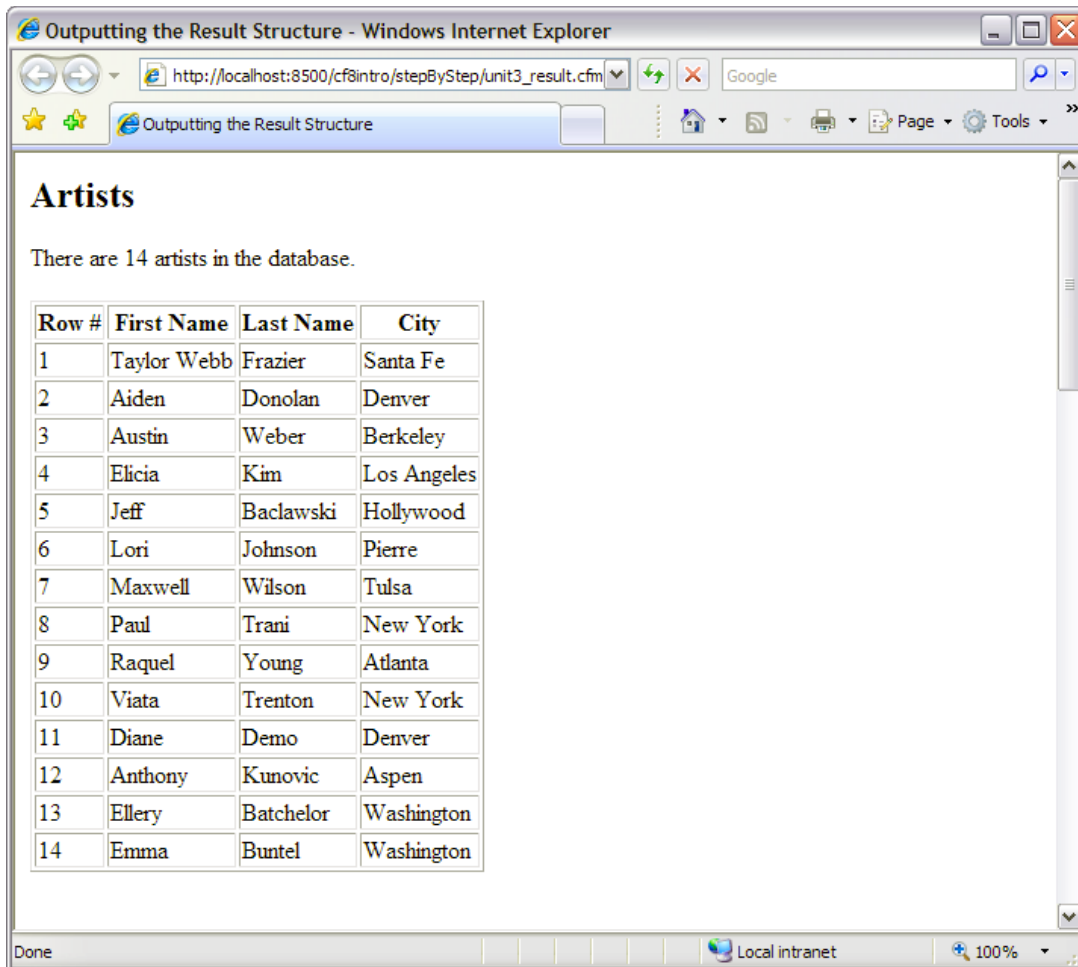 Outputting the Result Structure - Windows Internet Explorer
http://localhost:8500/cf8intro/stepByStep/unit3_result.cfm
Google
Outputting the Result Structure
Page
Tools
»
Artists
There are 14 artists in the database.
Row # First Name Last Name City
1 Taylor Webb Frazier Santa Fe
2 Aiden Donolan Denver
3 Austin Weber Berkeley
4 Elicia Kim Los Angeles
5 Jeff Baclawski Hollywood
6 Lori Johnson Pierre
7 Maxwell Wilson Tulsa
8 Paul Trani New York
9 Raquel Young Atlanta
10 Viata Trenton New York
11 Diane Demo Denver
12 Anthony Kunovic Aspen
13 Ellery Batchelor Washington
14 Emma Buntel Washington
Done
Local intranet
100%